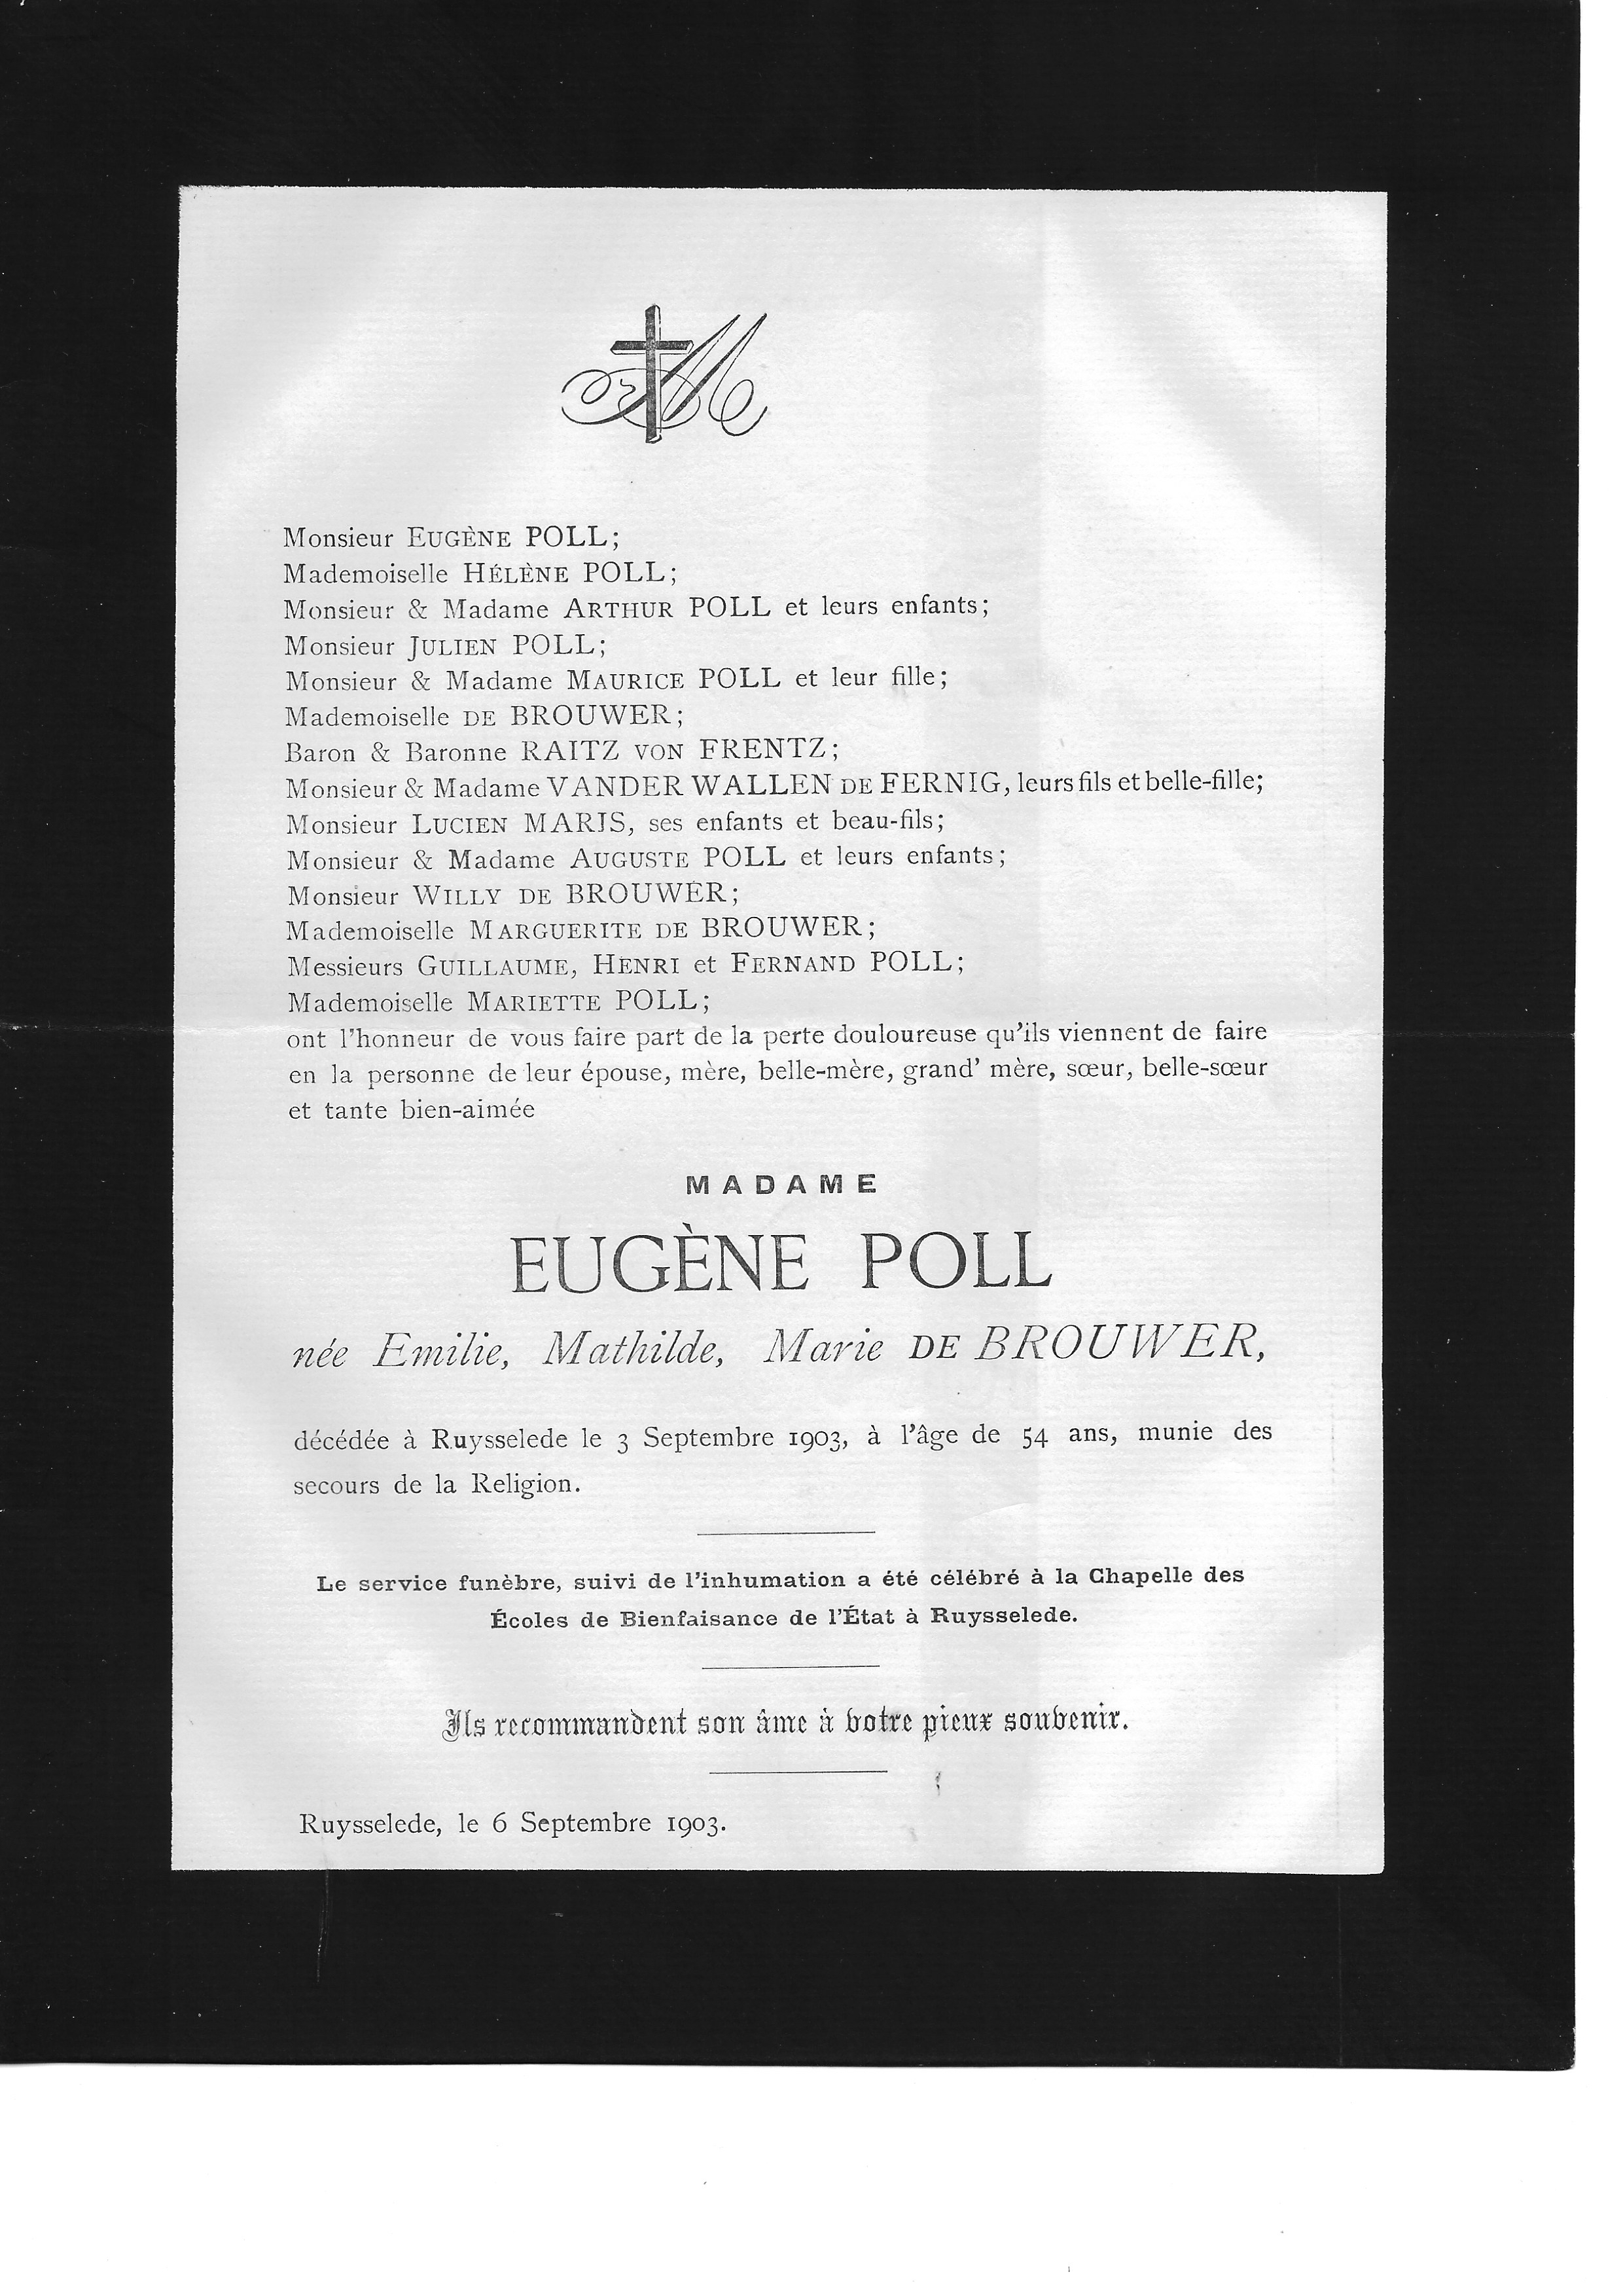 M
Monsieur EUGÈNE POLL;
Mademoiselle HÉLÈNE POLL;
Monsieur & Madame ARTHUR POLL et leurs enfants;
Monsieur JULIEN POLL;
Monsieur & Madame MAURICE POLL et leur fille;
Mademoiselle DE BROUWER;
Baron & Baronne RAITZ VON FRENTZ;
Monsieur & Madame VANDER WALLEN DE FERNIG, leurs fils et belle-fille;
Monsieur LUCIEN MARIS, ses enfants et beau-fils;
Monsieur & Madame AUGUSTE POLL et leurs enfants;
Monsieur WILLY DE BROUWER;
Mademoiselle MARGUERITE DE BROUWER;
Messieurs GUILLAUME, HENRI et FERNAND POLL;
Mademoiselle MARIETTE POLL;
ont l'honneur de vous faire part de la perte douloureuse qu'ils viennent de faire
en la personne de leur épouse, mère, belle-mère, grand' mère, sœur, belle-sœur
et tante bien-aimée
MADAME
EUGÈNE POLL
née Emilie, Mathilde, Marie DE BROUWER,
décédée à Ruysselede le 3 Septembre 1903, à l'âge de 54 ans, munie des
secours de la Religion.
Le service funèbre, suivi de l'inhumation a été célébré à la Chapelle des
Écoles de Bienfaisance de l'État à Ruysselede.
Ils recommandent son âme à votre pieux souvenir.
Ruysselede, le 6 Septembre 1903.